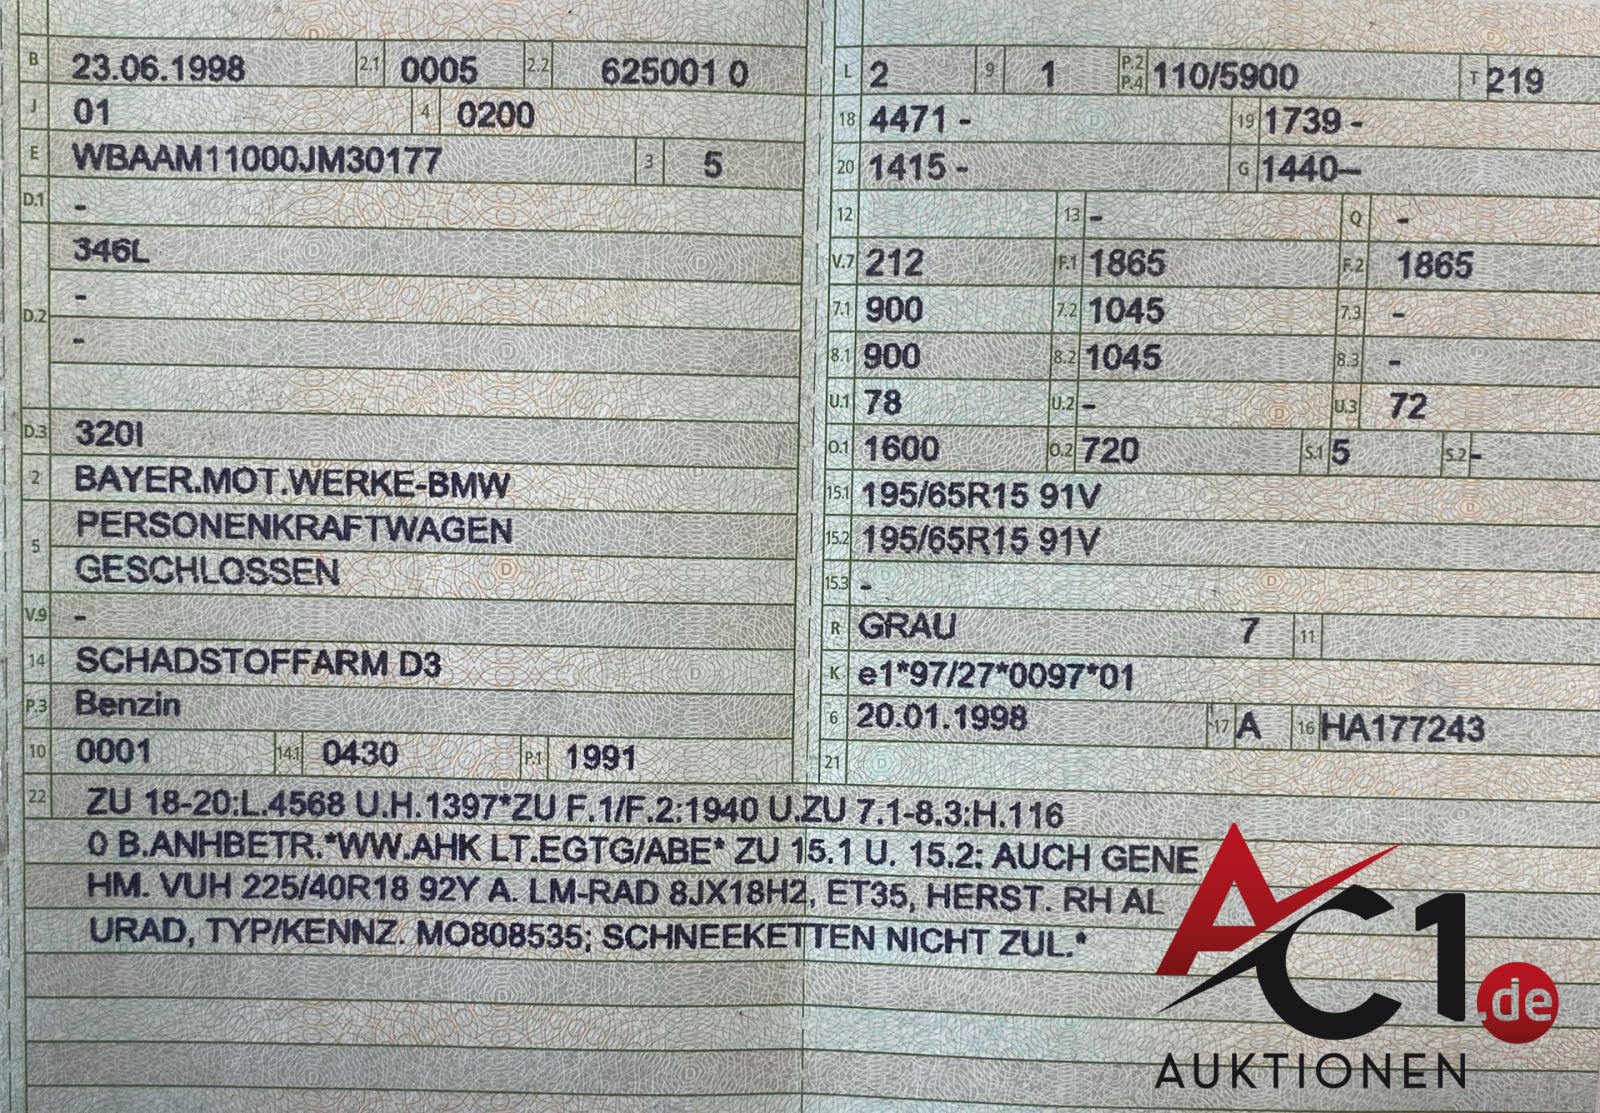 B 23.06.1998 2.1 0005 2.2 625001 0
J 01 4 0200
E WBAAM11000JM30177 3 5
D.1 -
346L
-
D.2
-
D.3 320I
2 BAYER.MOT.WERKE-BMW
PERSONENKRAFTWAGEN
5
GESCHLOSSEN
V.9 -
14 SCHADSTOFFARM D3
P.3 Benzin
10 0001 14.1 0430 P.1 1991
L 2 9 1 P.2 P.4 110/5900 T 219
18 4471 - 19 1739 -
20 1415 - G 1440--
12 13 - Q -
V.7 212 F.1 1865 F.2 1865
7.1 900 7.2 1045 7.3 -
8.1 900 8.2 1045 8.3 -
U.1 78 U.2 - U.3 72
O.1 1600 O.2 720 S.1 5 S.2 -
15.1 195/65R15 91V
15.2 195/65R15 91V
15.3 -
R GRAU 7 11
K e1*97/27*0097*01
6 20.01.1998 17 A 16 HA177243
21
22 ZU 18-20:L.4568 U.H.1397*ZU F.1/F.2:1940 U.ZU 7.1-8.3:H.116
0 B.ANHBETR.*WW.AHK LT.EGTG/ABE* ZU 15.1 U. 15.2: AUCH GENE
HM. VUH 225/40R18 92Y A. LM-RAD 8JX18H2, ET35, HERST. RH AL
URAD, TYP/KENNZ. MO808535; SCHNEEKETTEN NICHT ZUL.*
AC1.de
AUKTIONEN